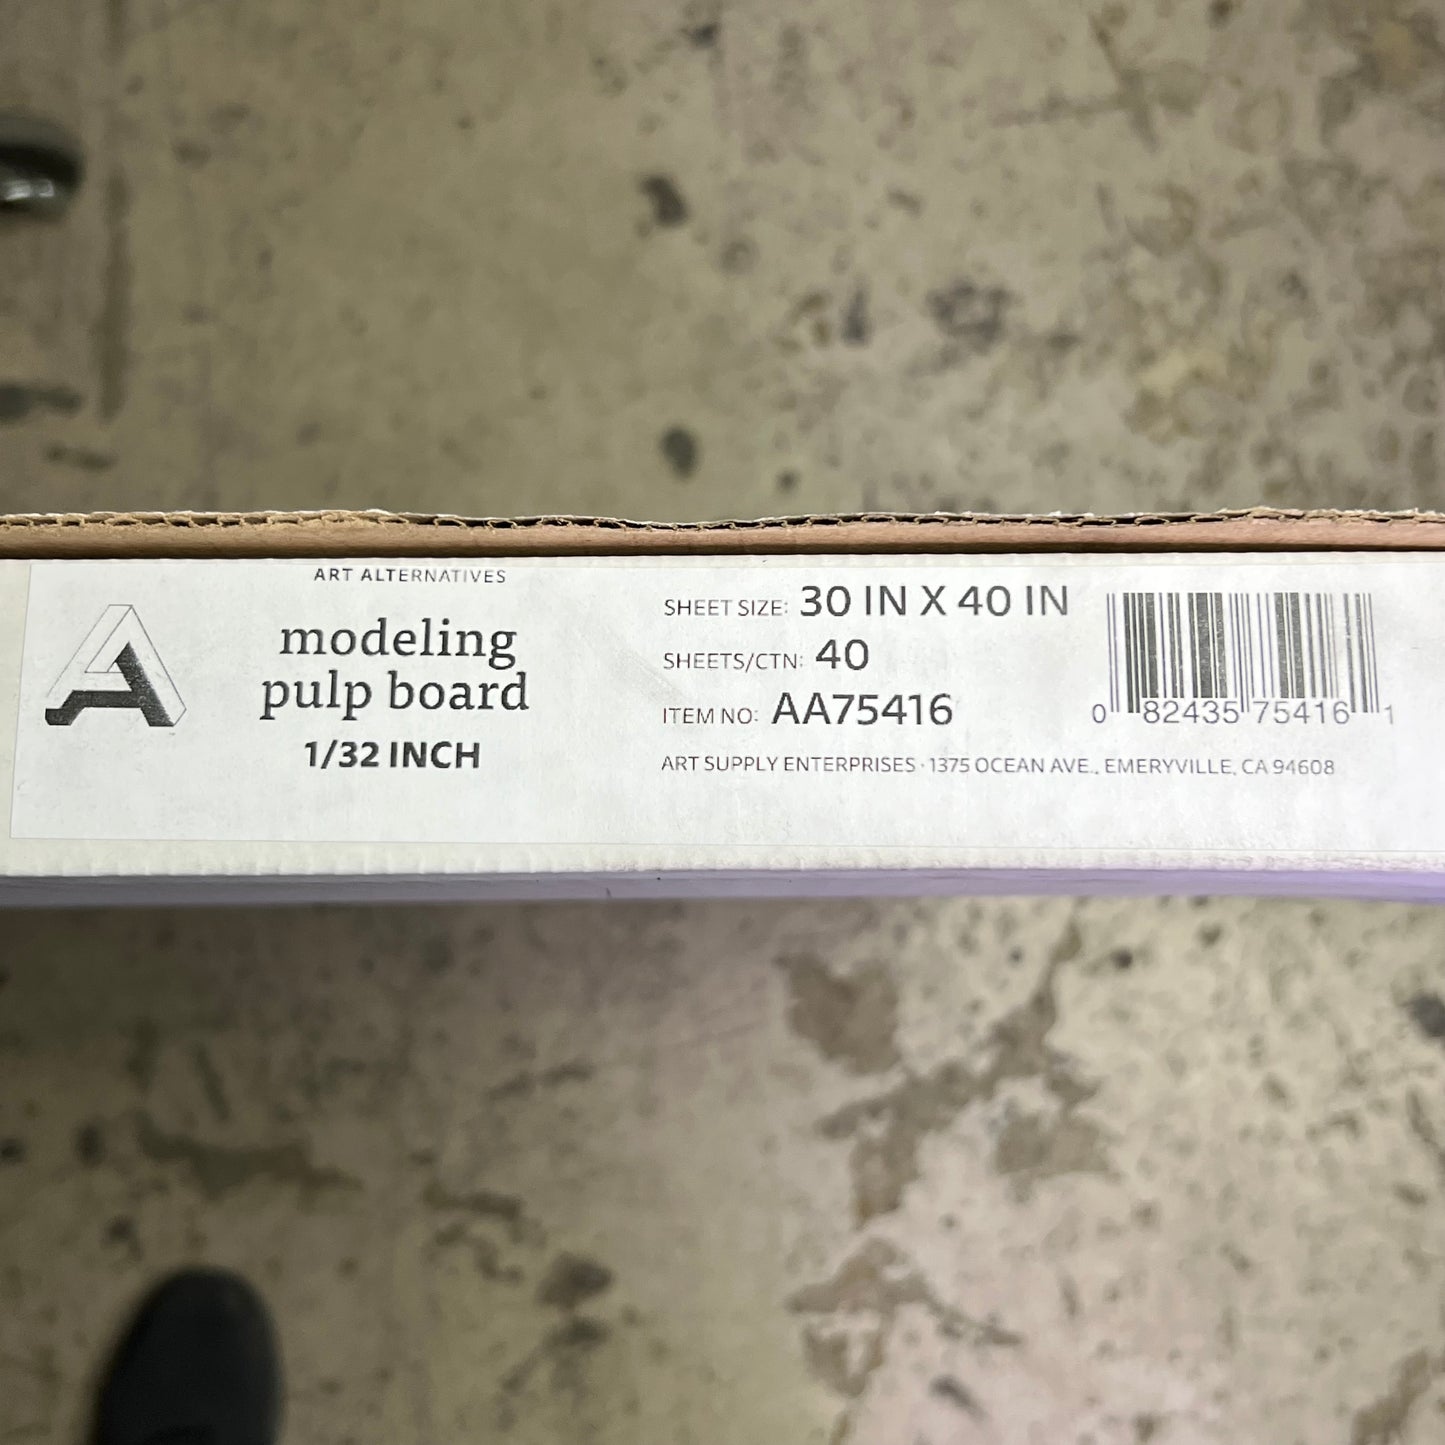 ART ALTERNATIVES
modeling
pulp board
1/32 INCH
SHEET SIZE: 30 IN X 40 IN
SHEETS/CTN: 40
ITEM NO: AA75416
ART SUPPLY ENTERPRISES · 1375 OCEAN AVE., EMERYVILLE, CA 94608
0 82435 75416 1